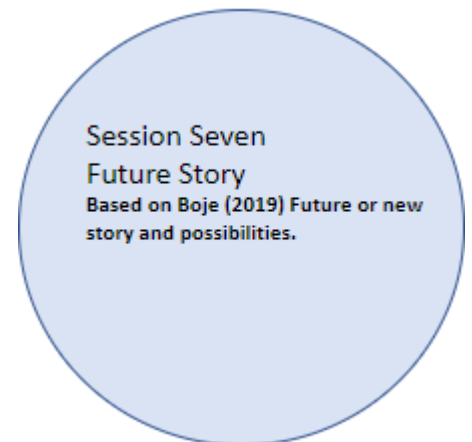 Session Seven
Future Story
Based on Boje (2019) Future or new
story and possibilities.